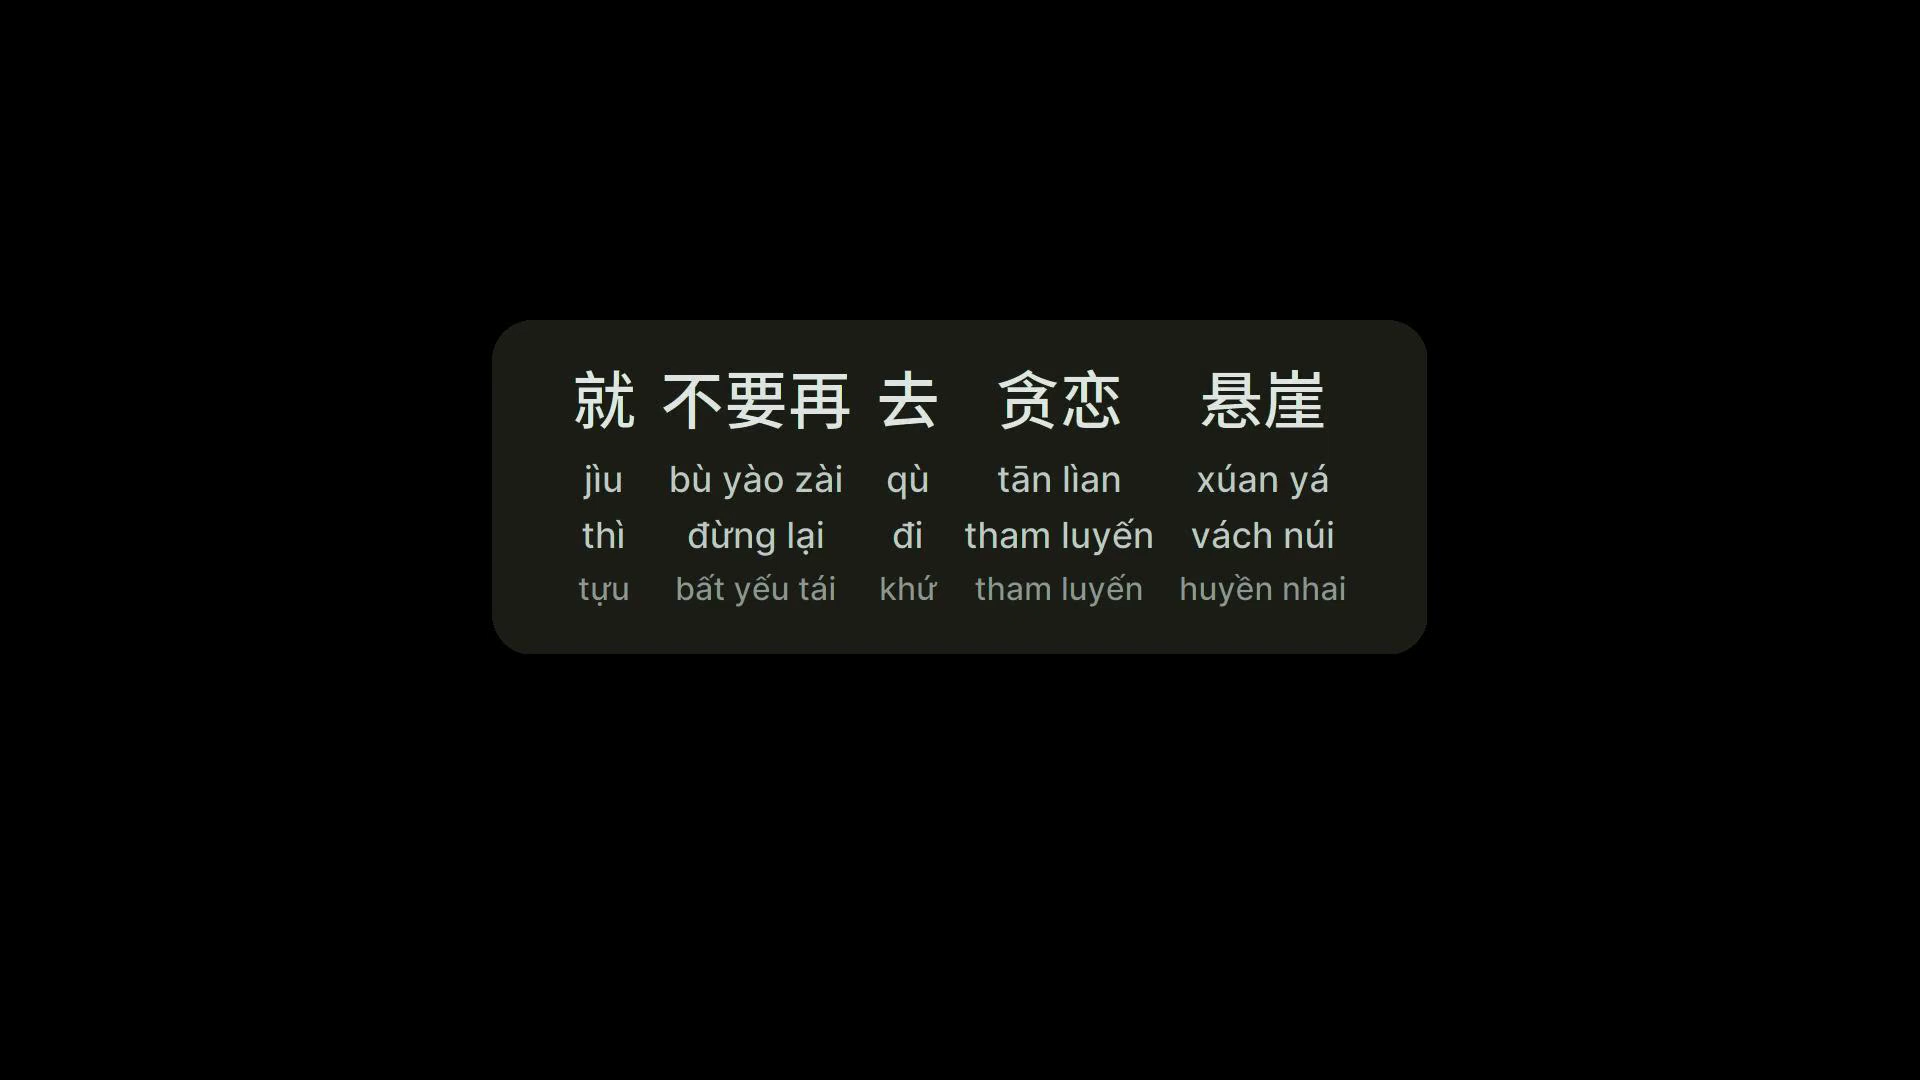 就 不要再 去 贪恋 悬崖
jìu bù yào zài qù tān lìan xúan yá
thì đừng lại đi tham luyến vách núi
tựu bất yếu tái khứ tham luyến huyền nhai